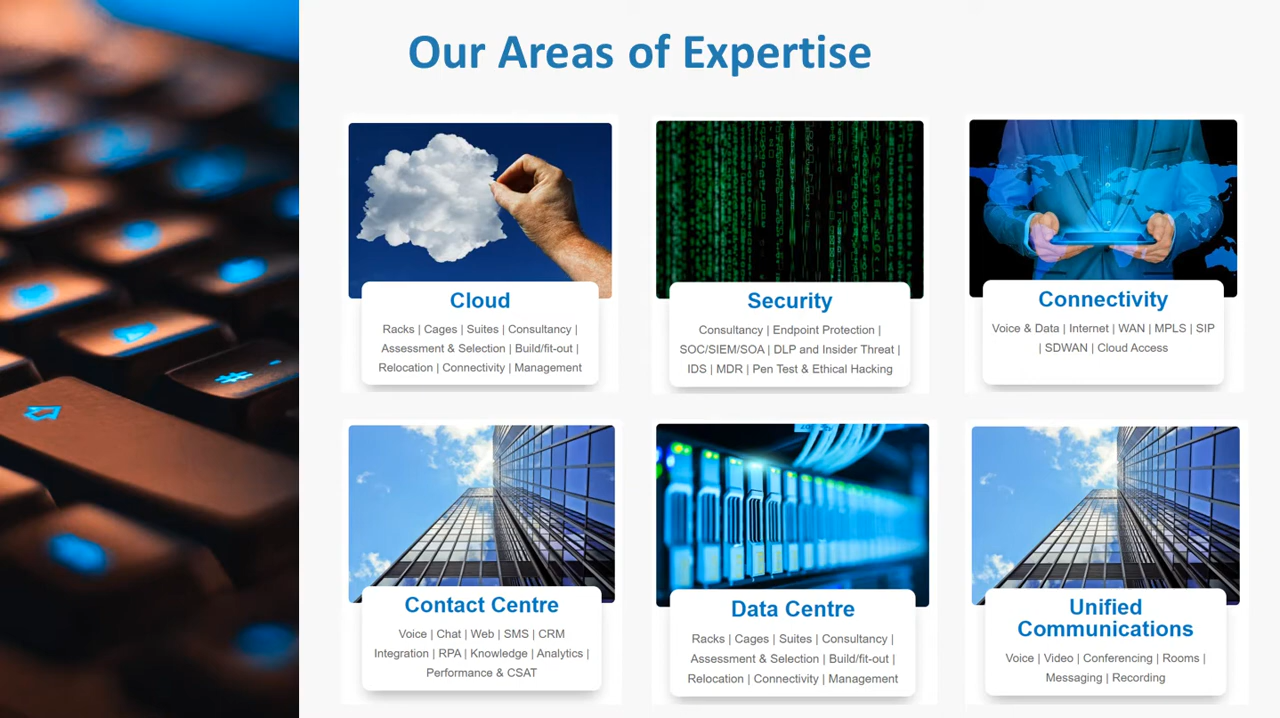 Our Areas of Expertise
Cloud
Racks | Cages | Suites | Consultancy |
Assessment & Selection | Build/fit-out |
Relocation | Connectivity | Management
Security
Consultancy | Endpoint Protection |
SOC/SIEM/SOA | DLP and Insider Threat |
IDS | MDR | Pen Test & Ethical Hacking
Connectivity
Voice & Data | Internet | WAN | MPLS | SIP
| SDWAN | Cloud Access
Contact Centre
Voice | Chat | Web | SMS | CRM
Integration | RPA | Knowledge | Analytics |
Performance & CSAT
Data Centre
Racks | Cages | Suites | Consultancy |
Assessment & Selection | Build/fit-out |
Relocation | Connectivity | Management
Unified
Communications
Voice | Video | Conferencing | Rooms |
Messaging | Recording